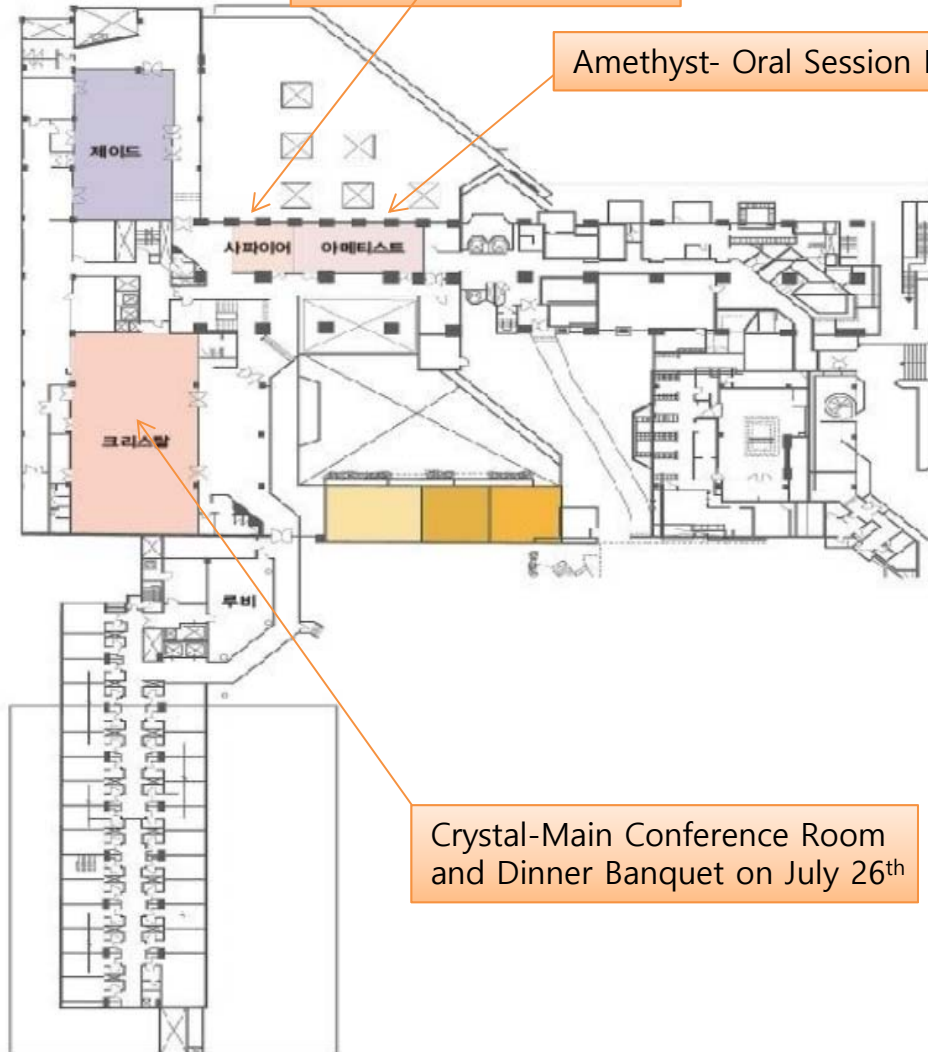 Amethyst- Oral Session
제이드
사파이어
아메티스트
크리스탈
루비
Crystal-Main Conference Room
and Dinner Banquet on July 26th